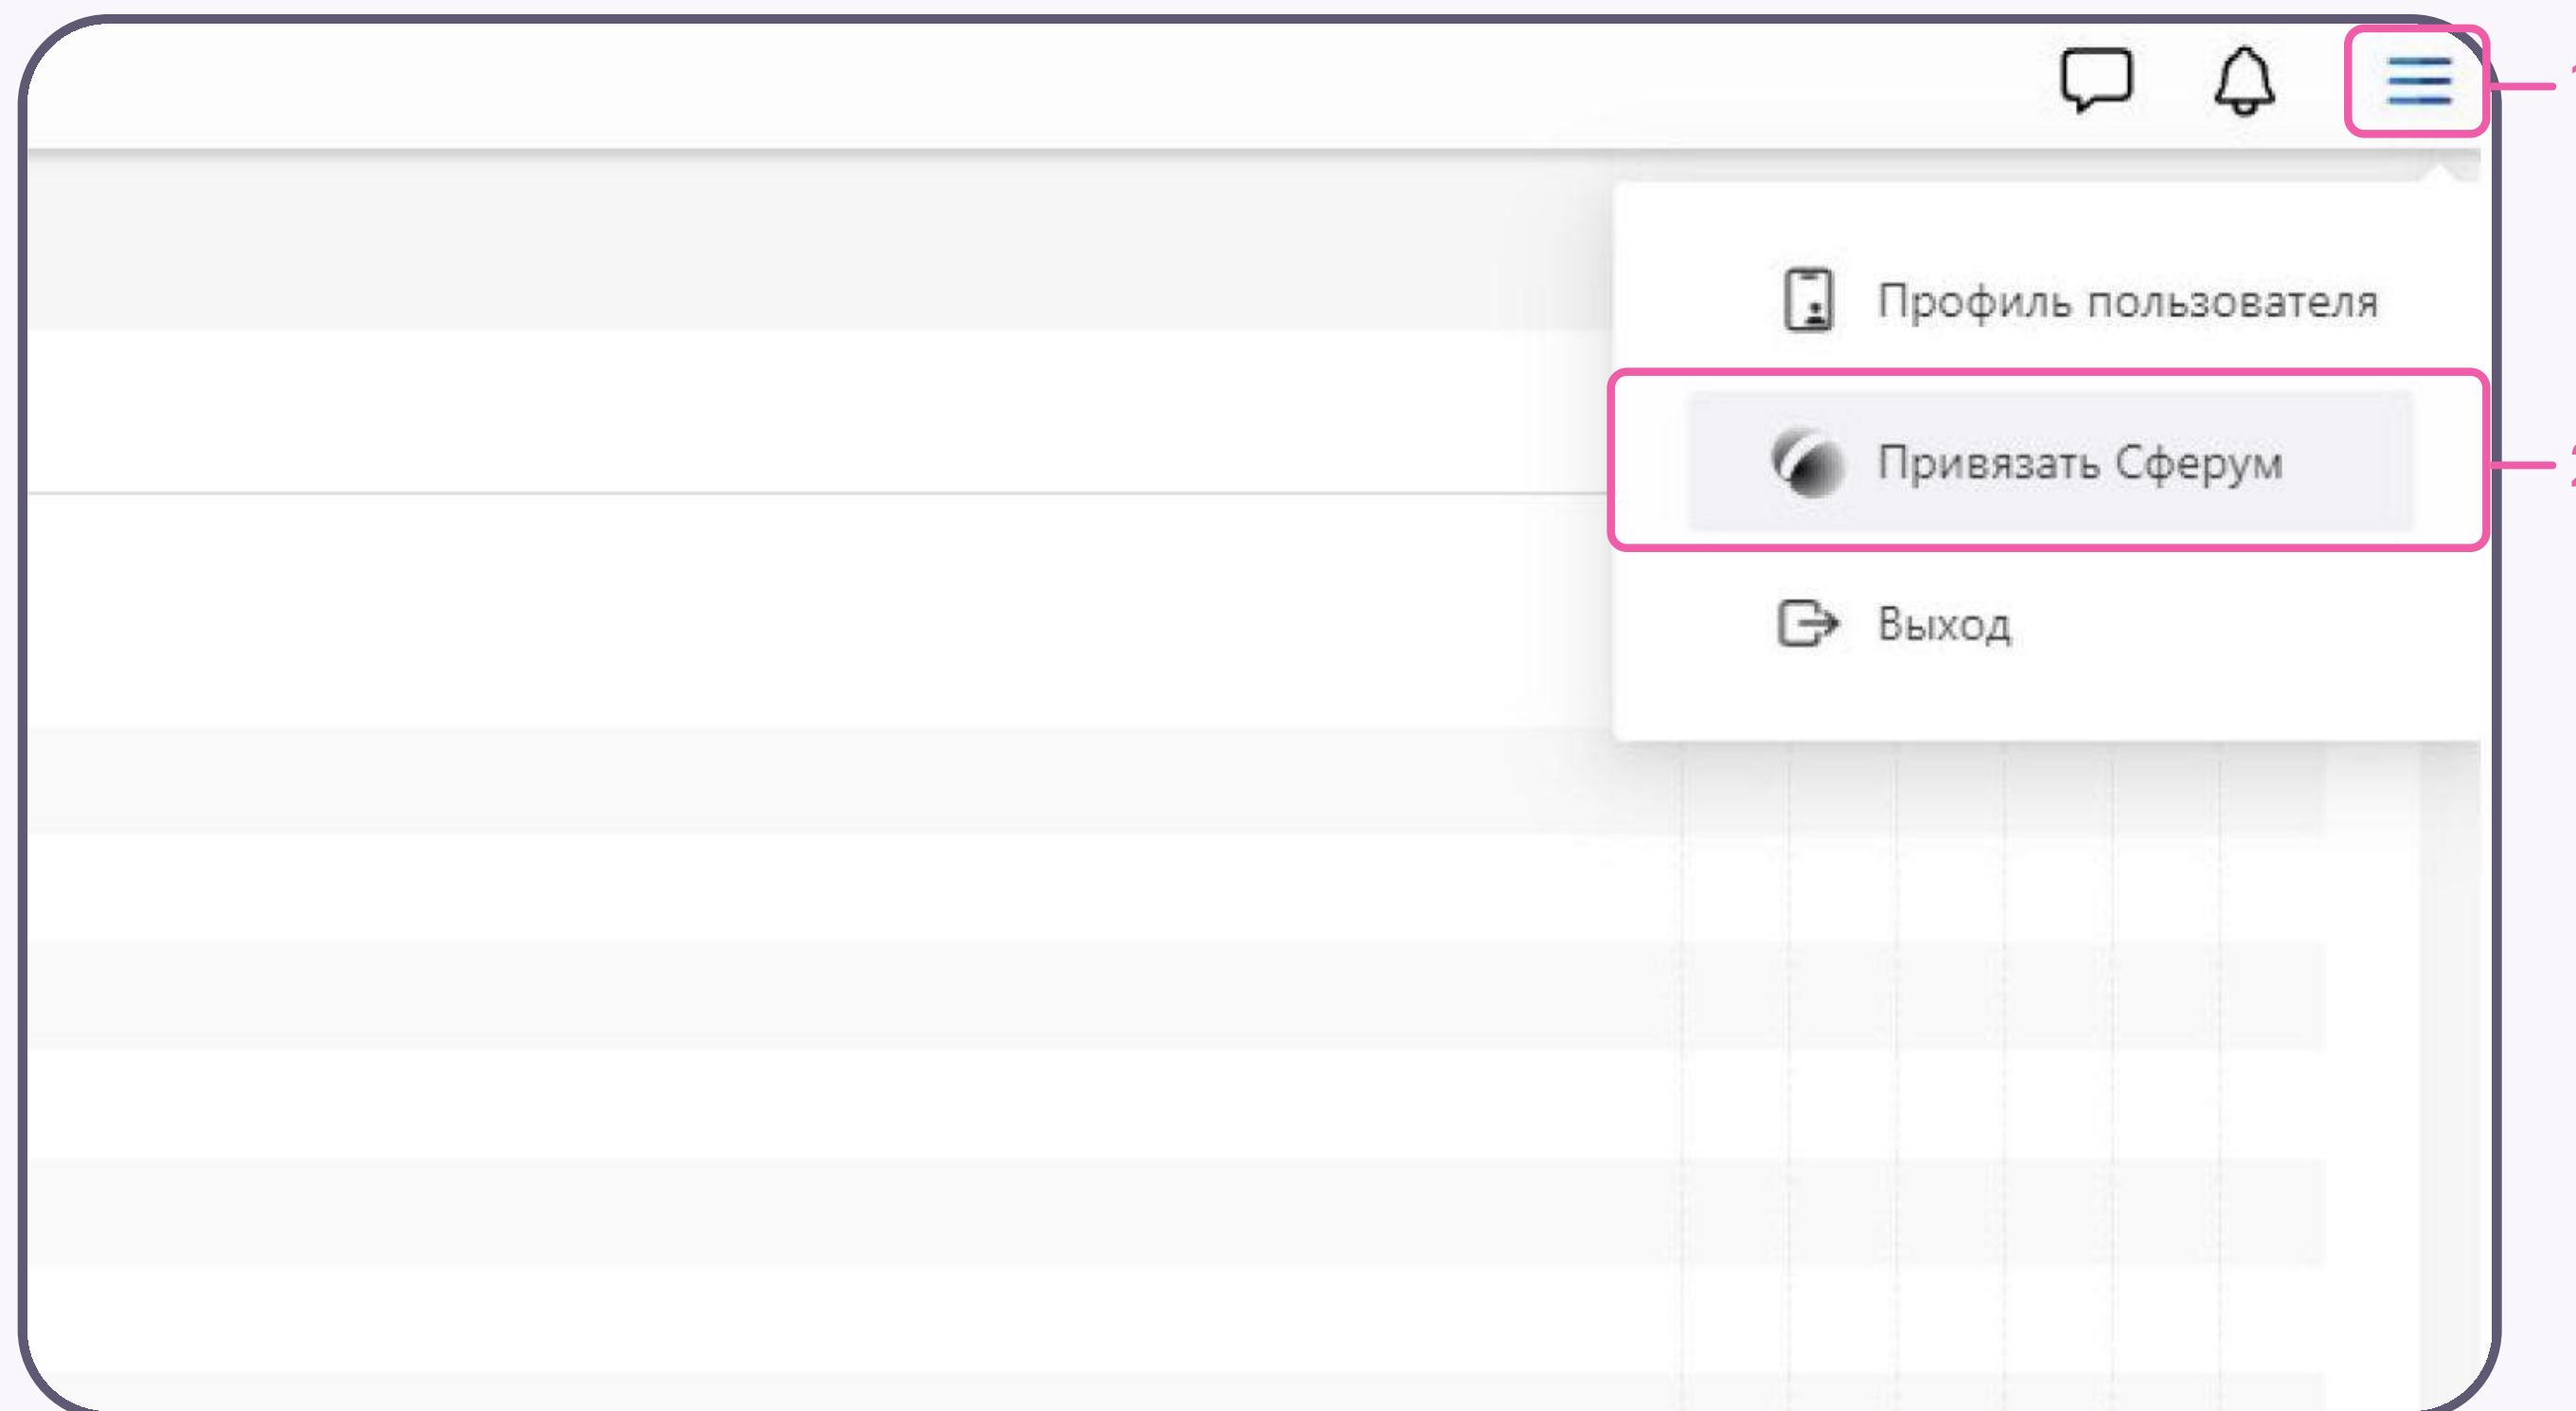 Профиль пользователя
Привязать Сферум
Выход